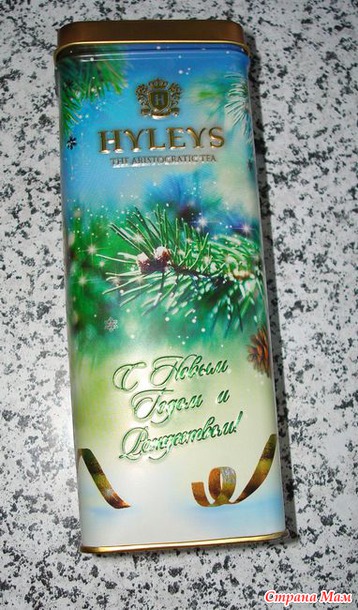 H
HYLEYS
THE ARISTOCRATIC TEA
С Новым
Годом и
Рождеством!
Страна Мам